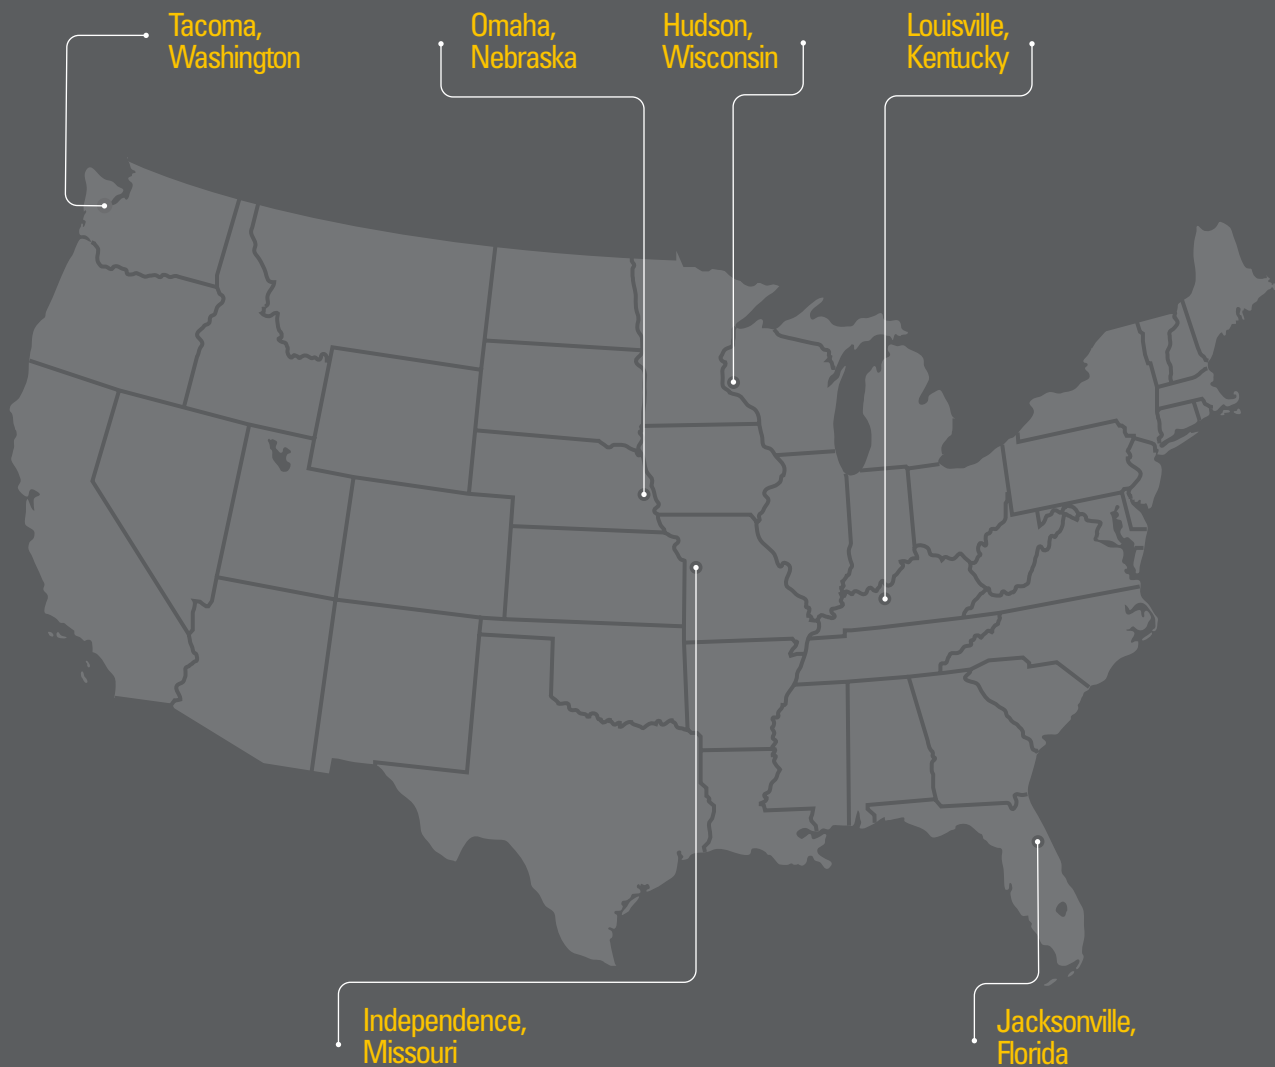 Tacoma,
Washington
Omaha,
Nebraska
Hudson,
Wisconsin
Louisville,
Kentucky
Independence,
Missouri
Jacksonville,
Florida